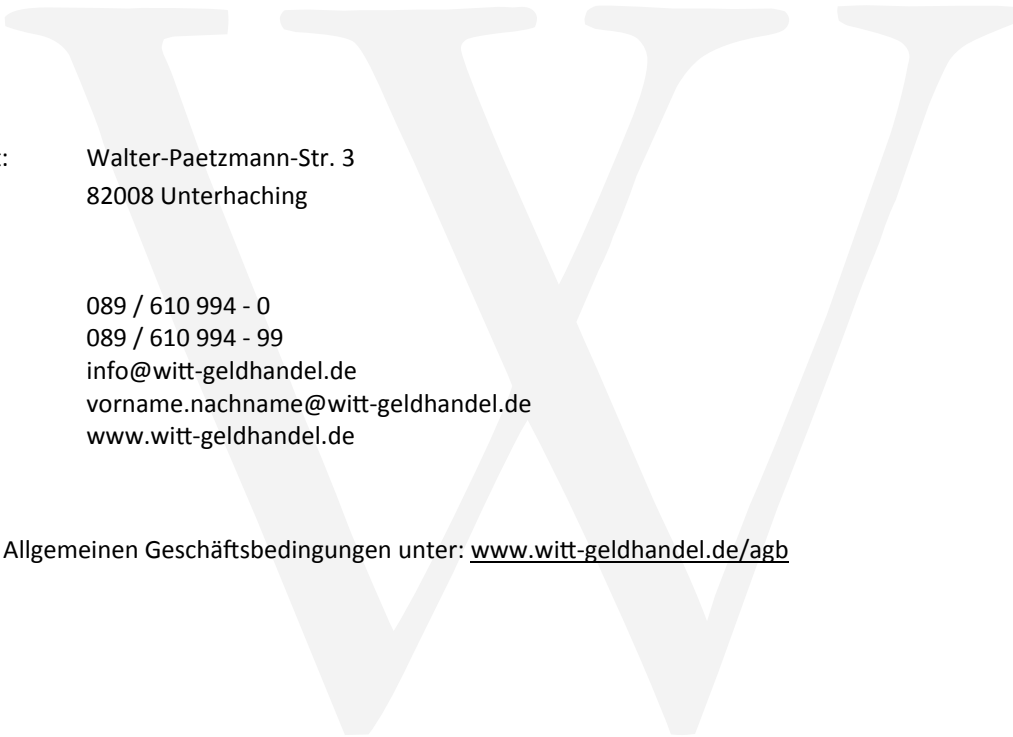 :	Walter-Paetzmann-Str. 3
82008 Unterhaching
089 / 610 994 - 0
089 / 610 994 - 99
info@witt-geldhandel.de
vorname.nachname@witt-geldhandel.de
www.witt-geldhandel.de
Allgemeinen Geschäftsbedingungen unter: www.witt-geldhandel.de/agb